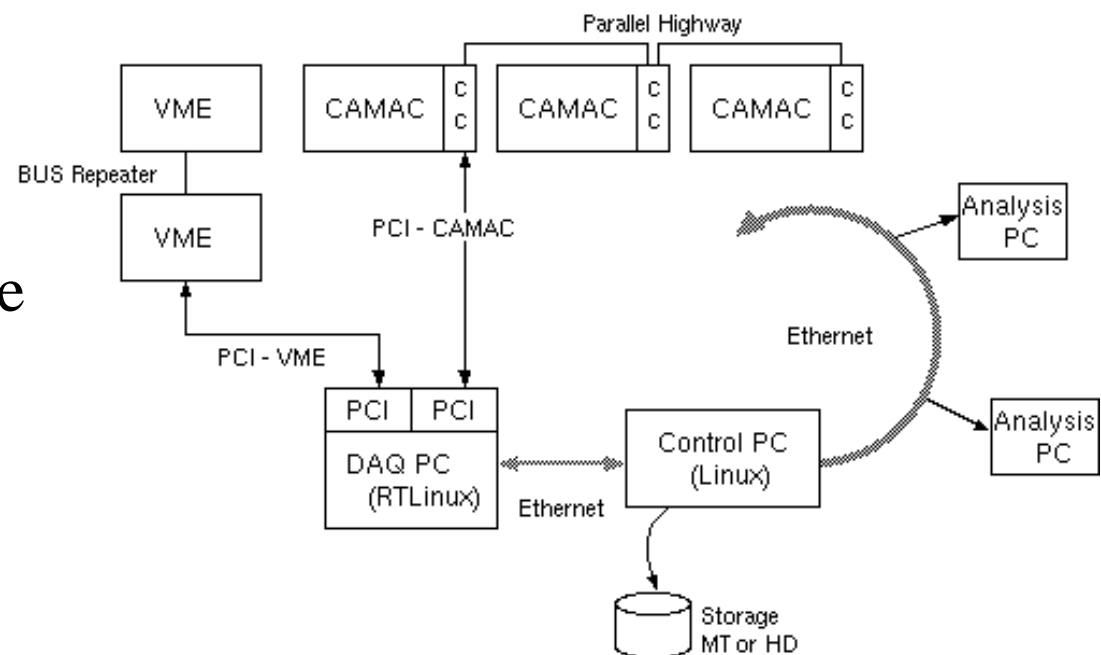 Parallel Highway
VME
CAMAC
C
C
CAMAC
C
C
CAMAC
C
C
BUS Repeater
VME
PCI - CAMAC
Analysis
PC
e
PCI - VME
Ethernet
PCI
PCI
DAQ PC
(RTLinux)
Ethernet
Control PC
(Linux)
Analysis
PC
Storage
MT or HD